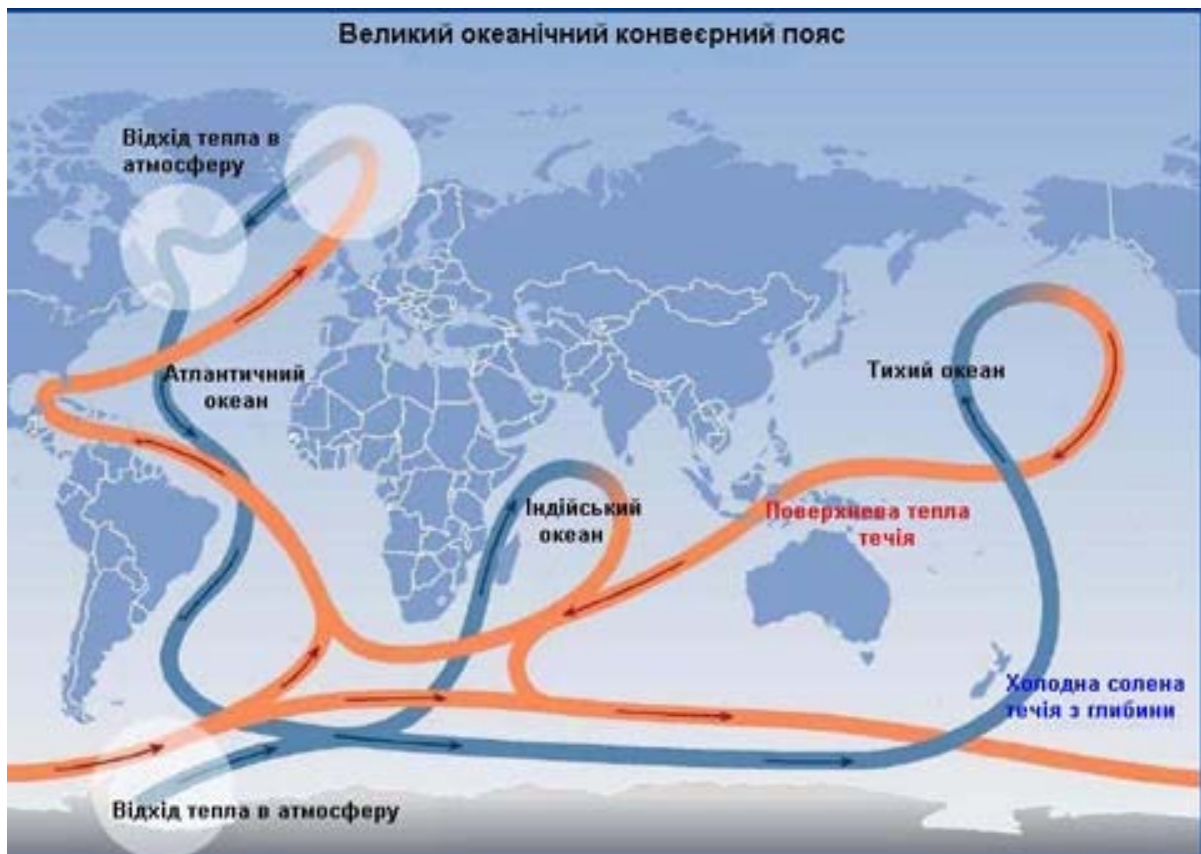 Великий океанічний конвеєрний пояс
Відхід тепла в
атмосферу
Атлантичний
океан
Тихий океан
Індійський
океан
Поверхнева тепла
течія
Холодна солена
течія з глибини
Відхід тепла в атмосферу